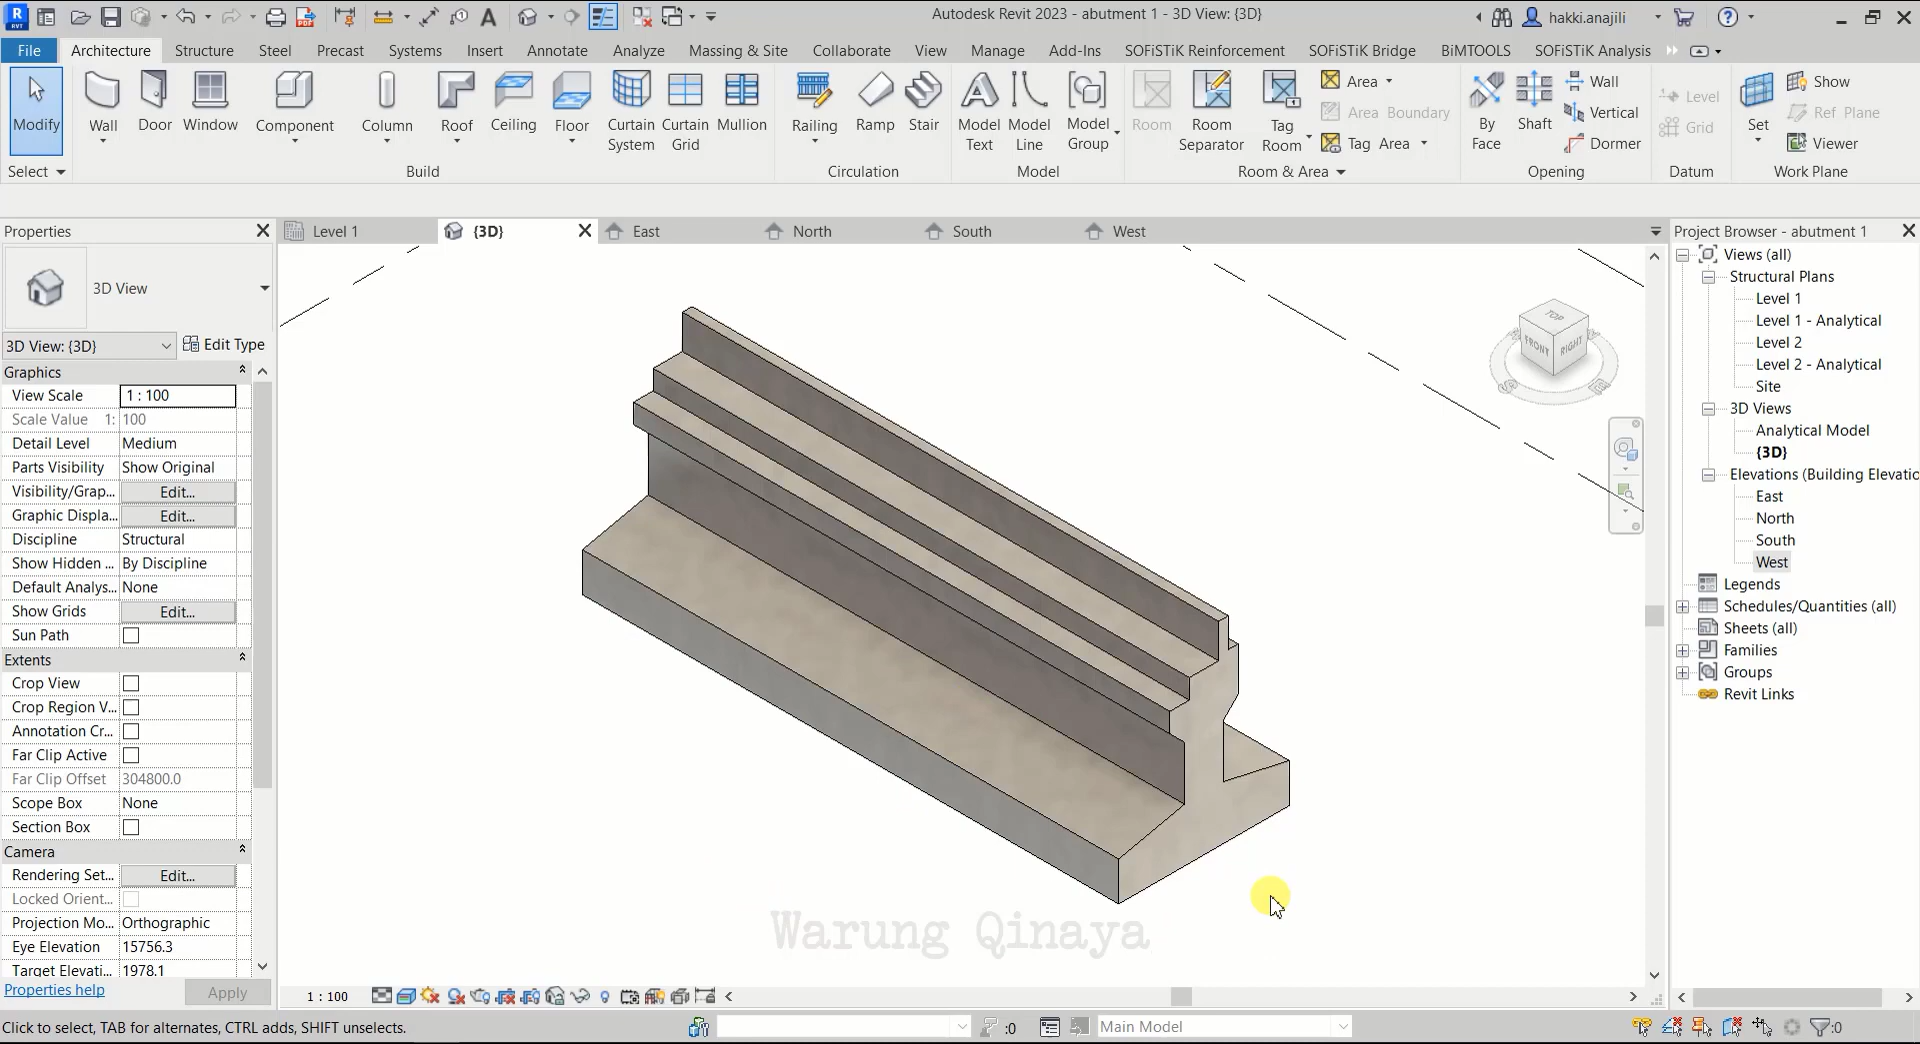 Autodesk Revit 2023 - abutment 1 - 3D View: {3D}
hakki.anajili
File Architecture Structure Steel Precast Systems Insert Annotate Analyze Massing & Site Collaborate View Manage Add-Ins SOFiSTiK Reinforcement SOFiSTiK Bridge BiMTOOLS SOFiSTiK Analysis
Modify
Wall
Door
Window
Component
Column
Roof
Ceiling
Floor
Curtain System
Curtain Grid
Mullion
Railing
Ramp
Stair
Model Text
Model Line
Model Group
Room
Room Separator
Tag Room
Area
Area Boundary
Tag Area
By Face
Shaft
Wall
Vertical
Dormer
Level
Grid
Set
Show
Ref Plane
Viewer
Select Build Circulation Model Room & Area Opening Datum Work Plane
Properties
Level 1 {3D} East North South West
Project Browser - abutment 1
3D View
3D View: {3D} Edit Type
Graphics
View Scale 1 : 100
Scale Value 1: 100
Detail Level Medium
Parts Visibility Show Original
Visibility/Grap... Edit...
Graphic Displa... Edit...
Discipline Structural
Show Hidden ... By Discipline
Default Analys... None
Show Grids Edit...
Sun Path
Extents
Crop View
Crop Region V...
Annotation Cr...
Far Clip Active
Far Clip Offset 304800.0
Scope Box None
Section Box
Camera
Rendering Set... Edit...
Locked Orient...
Projection Mo... Orthographic
Eye Elevation 15756.3
Target Elevati... 1978.1
Properties help Apply
TOP
FRONT
RIGHT
Warung Qinaya
1 : 100
Views (all)
Structural Plans
Level 1
Level 1 - Analytical
Level 2
Level 2 - Analytical
Site
3D Views
Analytical Model
{3D}
Elevations (Building Elevatio
East
North
South
West
Legends
Schedules/Quantities (all)
Sheets (all)
Families
Groups
Revit Links
Click to select, TAB for alternates, CTRL adds, SHIFT unselects.
:0
Main Model
:0